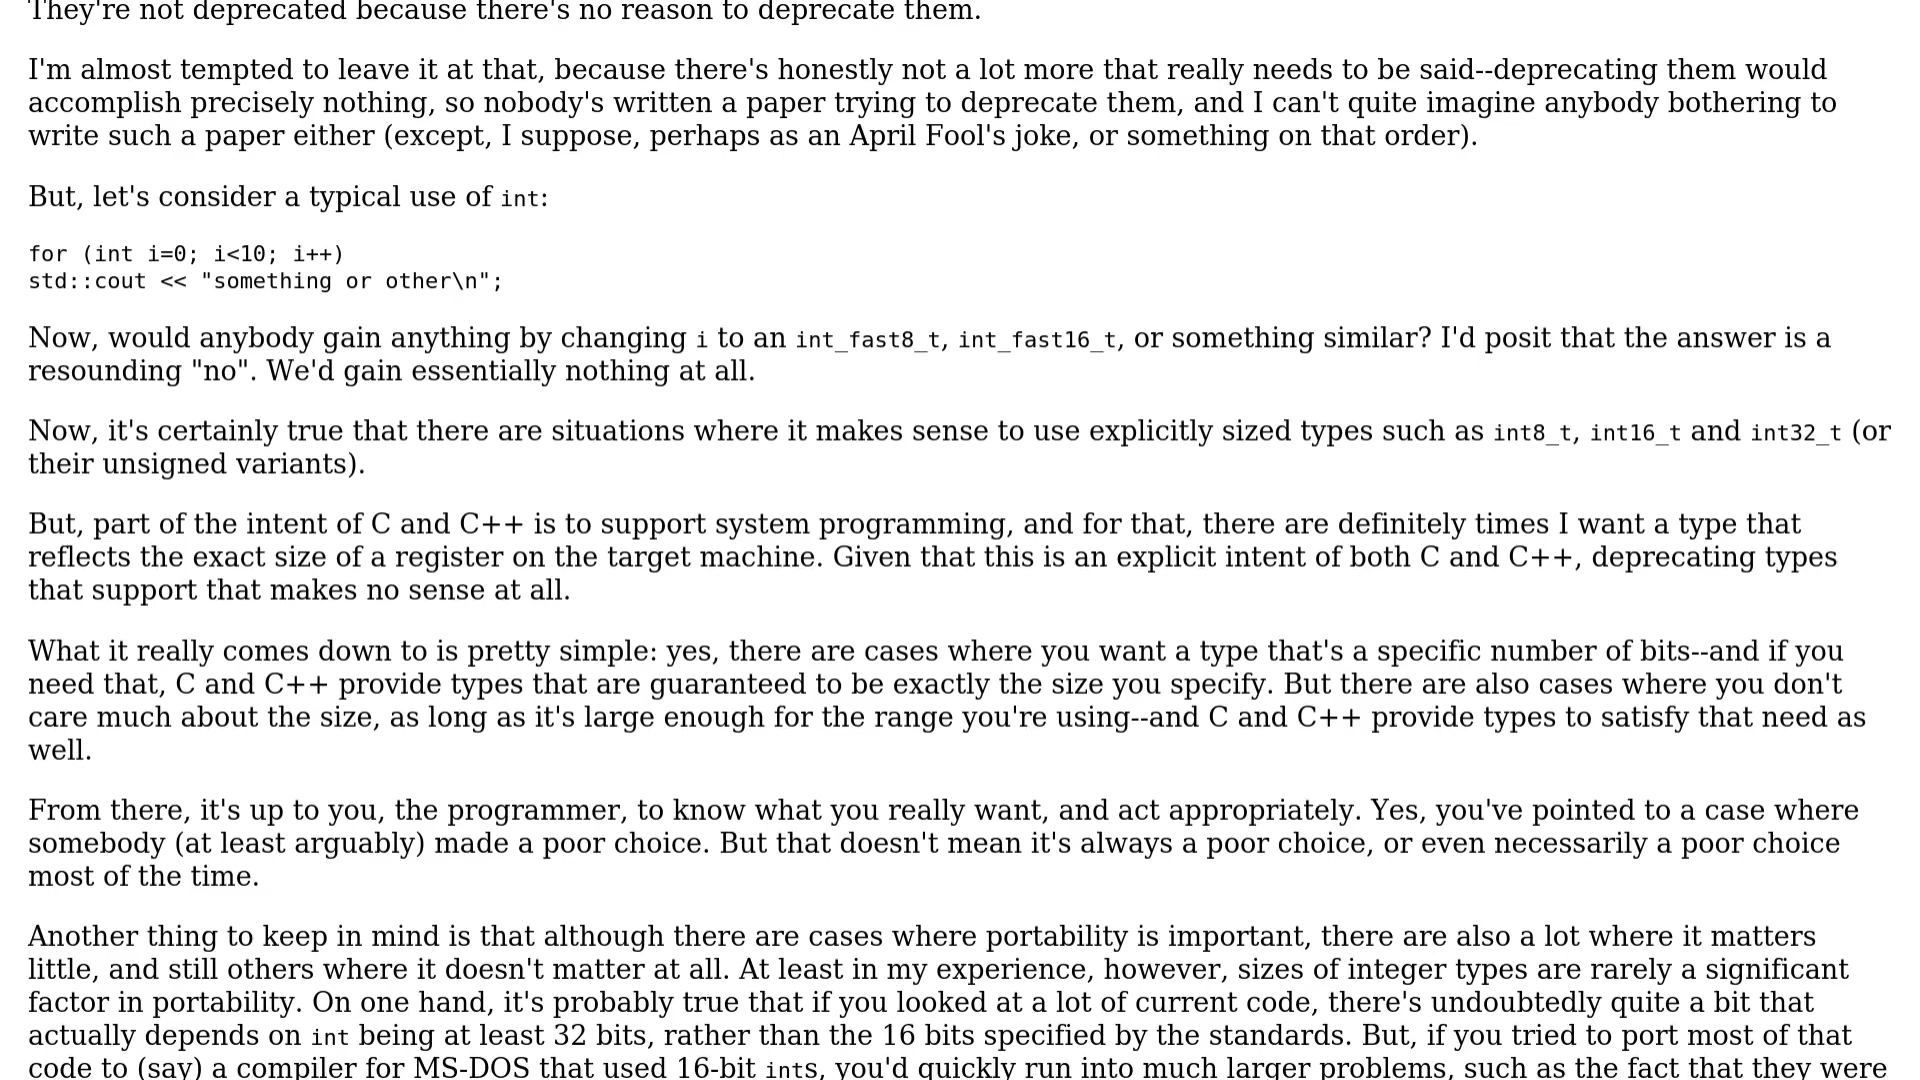 They're not deprecated because there's no reason to deprecate them.
I'm almost tempted to leave it at that, because there's honestly not a lot more that really needs to be said--deprecating them would
accomplish precisely nothing, so nobody's written a paper trying to deprecate them, and I can't quite imagine anybody bothering to
write such a paper either (except, I suppose, perhaps as an April Fool's joke, or something on that order).
But, let's consider a typical use of int:
for (int i=0; i<10; i++)
std::cout << "something or other\n";
Now, would anybody gain anything by changing i to an int_fast8_t, int_fast16_t, or something similar? I'd posit that the answer is a
resounding "no". We'd gain essentially nothing at all.
Now, it's certainly true that there are situations where it makes sense to use explicitly sized types such as int8_t, int16_t and int32_t (or
their unsigned variants).
But, part of the intent of C and C++ is to support system programming, and for that, there are definitely times I want a type that
reflects the exact size of a register on the target machine. Given that this is an explicit intent of both C and C++, deprecating types
that support that makes no sense at all.
What it really comes down to is pretty simple: yes, there are cases where you want a type that's a specific number of bits--and if you
need that, C and C++ provide types that are guaranteed to be exactly the size you specify. But there are also cases where you don't
care much about the size, as long as it's large enough for the range you're using--and C and C++ provide types to satisfy that need as
well.
From there, it's up to you, the programmer, to know what you really want, and act appropriately. Yes, you've pointed to a case where
somebody (at least arguably) made a poor choice. But that doesn't mean it's always a poor choice, or even necessarily a poor choice
most of the time.
Another thing to keep in mind is that although there are cases where portability is important, there are also a lot where it matters
little, and still others where it doesn't matter at all. At least in my experience, however, sizes of integer types are rarely a significant
factor in portability. On one hand, it's probably true that if you looked at a lot of current code, there's undoubtedly quite a bit that
actually depends on int being at least 32 bits, rather than the 16 bits specified by the standards. But, if you tried to port most of that
code to (say) a compiler for MS-DOS that used 16-bit ints, you'd quickly run into much larger problems, such as the fact that they were